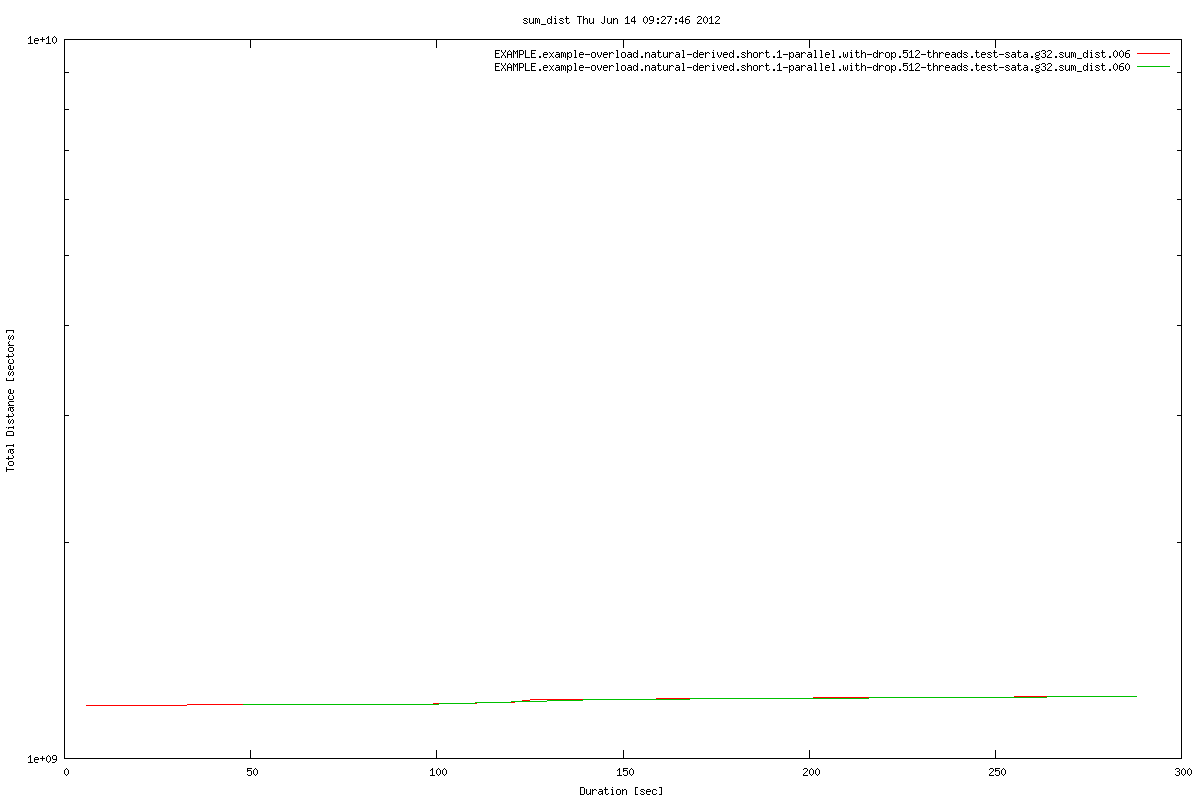 sum_dist Thu Jun 14 09:27:46 2012
1e+10
EXAMPLE.example-overload.natural-derived.short.1-parallel.with-drop.512-threads.test-sata.g32.sum_dist.006
EXAMPLE.example-overload.natural-derived.short.1-parallel.with-drop.512-threads.test-sata.g32.sum_dist.060
Total Distance [sectors]
1e+09
0 50 100 150 200 250 300
Duration [sec]